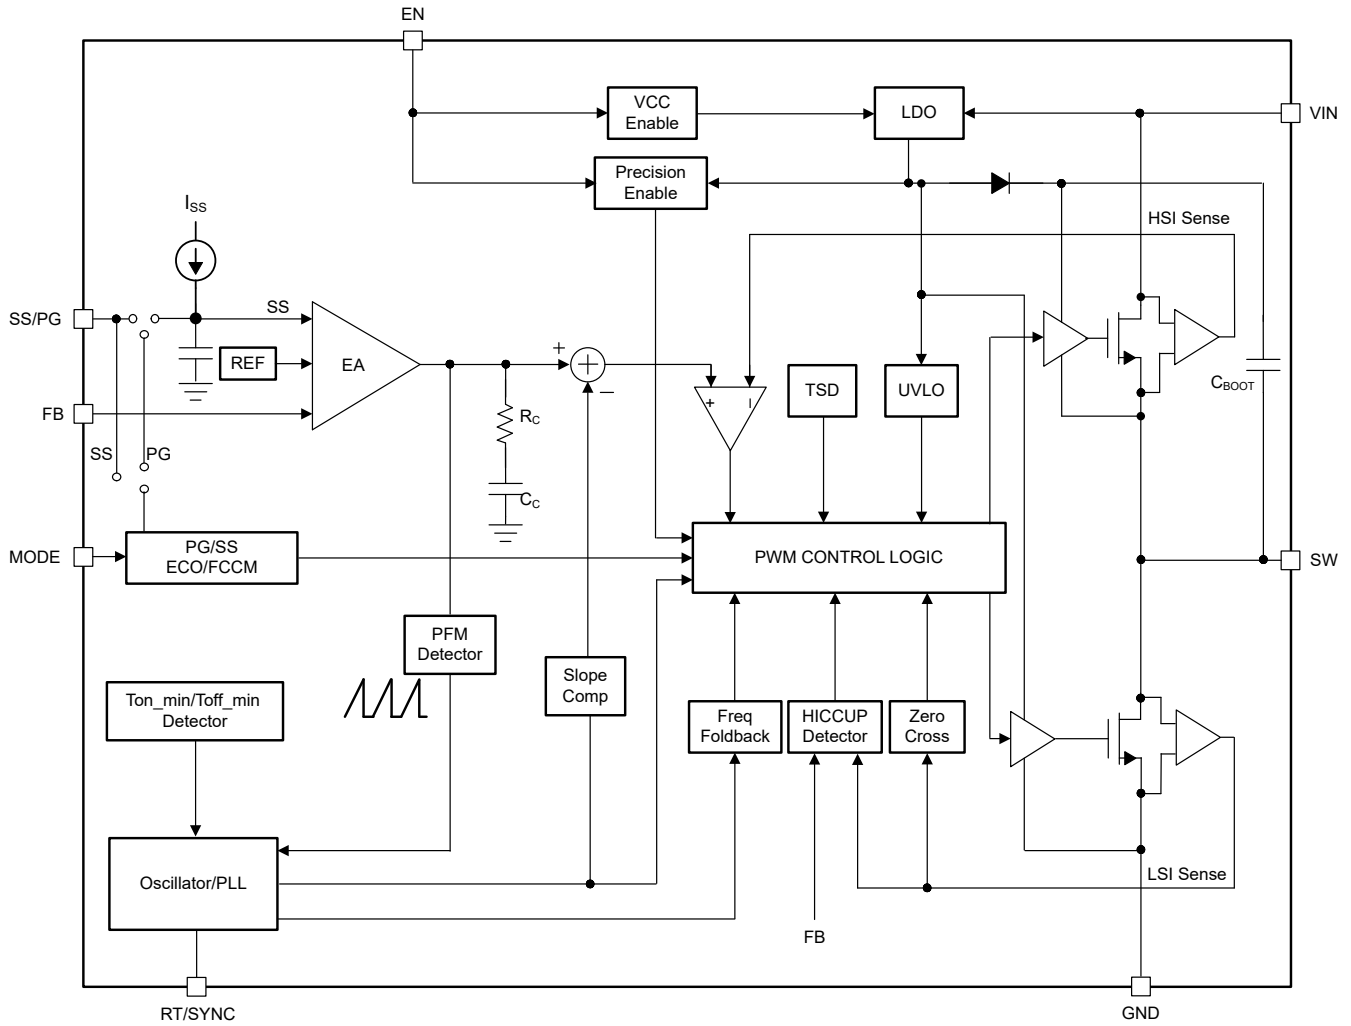 EN
VCC
Enable
LDO
VIN
Precision
Enable
ISS
HSI Sense
SS/PG
SS
REF
EA
+
+
−
FB
RC
TSD
UVLO
CBOOT
+
−
SS
PG
CC
MODE
PG/SS
ECO/FCCM
PWM CONTROL LOGIC
SW
PFM
Detector
Slope
Comp
Ton_min/Toff_min
Detector
Freq
Foldback
HICCUP
Detector
Zero
Cross
Oscillator/PLL
LSI Sense
FB
RT/SYNC
GND